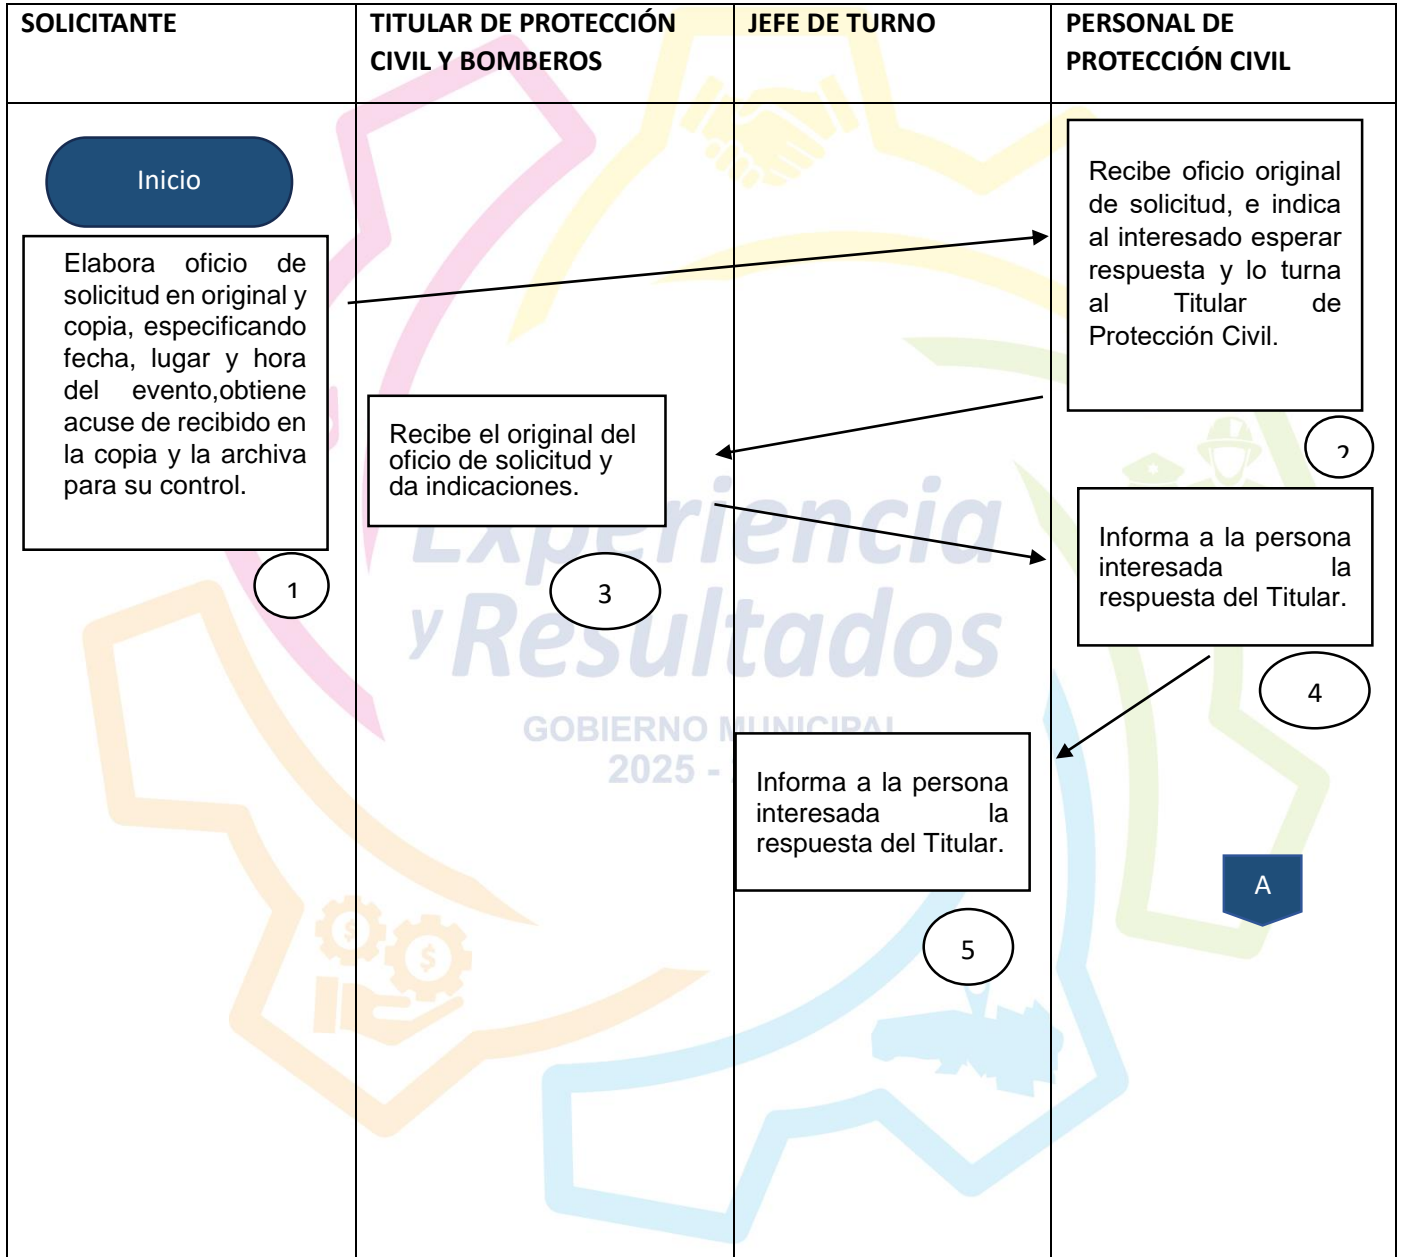 SOLICITANTE
TITULAR DE PROTECCIÓN
CIVIL Y BOMBEROS
JEFE DE TURNO
PERSONAL DE
PROTECCIÓN CIVIL
Inicio
Elabora oficio de
solicitud en original y
copia, especificando
fecha, lugar y hora
del evento,obtiene
acuse de recibido en
la copia y la archiva
para su control.
1
Recibe oficio original
de solicitud, e indica
al interesado esperar
respuesta y lo turna
al Titular de
Protección Civil.
2
Recibe el original del
oficio de solicitud y
da indicaciones.
3
Informa a la persona
interesada la
respuesta del Titular.
4
Informa a la persona
interesada la
respuesta del Titular.
5
A
Experiencia
y Resultados
GOBIERNO MUNICIPAL
2025 -